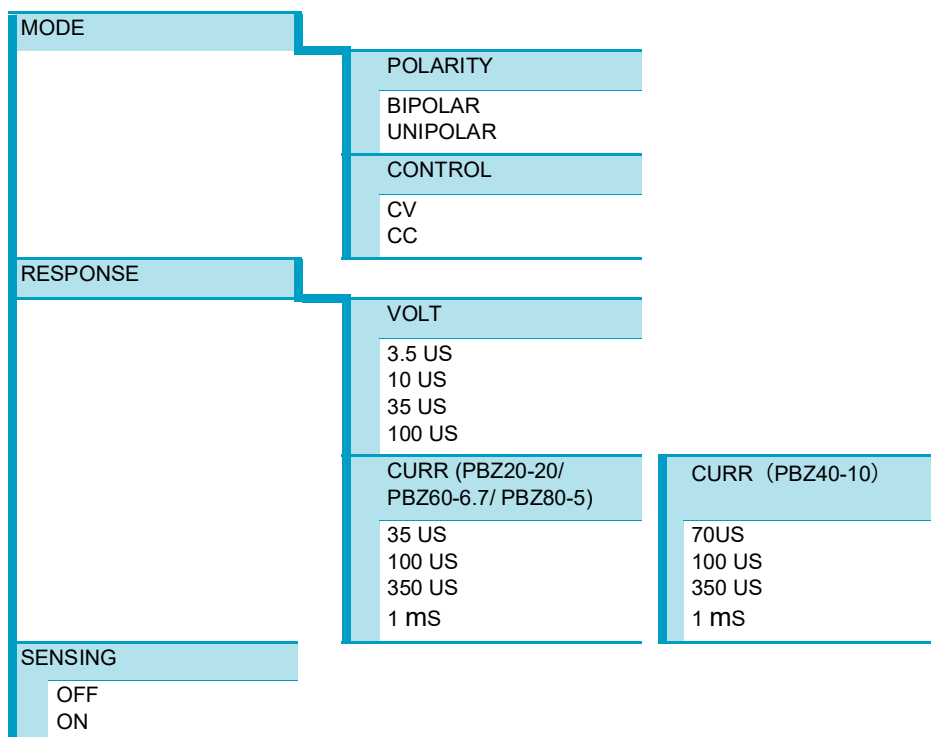 MODE
POLARITY
BIPOLAR
UNIPOLAR
CONTROL
CV
CC
RESPONSE
VOLT
3.5 US
10 US
35 US
100 US
CURR (PBZ20-20/
PBZ60-6.7/ PBZ80-5)
35 US
100 US
350 US
1 mS
CURR（PBZ40-10）
70US
100 US
350 US
1 mS
SENSING
OFF
ON